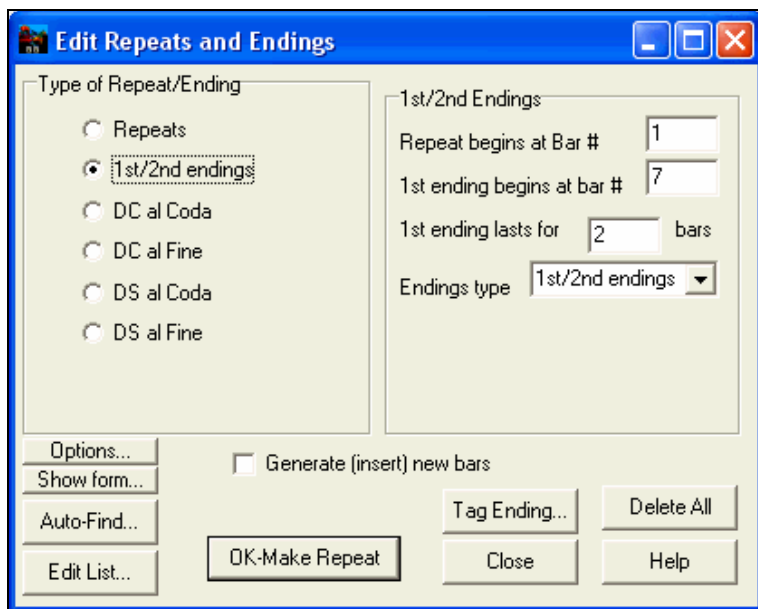 Edit Repeats and Endings
Type of Repeat/Ending
Repeats
1st/2nd endings
DC al Coda
DC al Fine
DS al Coda
DS al Fine
1st/2nd Endings
Repeat begins at Bar # 1
1st ending begins at bar # 7
1st ending lasts for 2 bars
Endings type 1st/2nd endings
Options...
Show form...
Auto-Find...
Edit List...
Generate (insert) new bars
OK-Make Repeat
Tag Ending...
Delete All
Close
Help